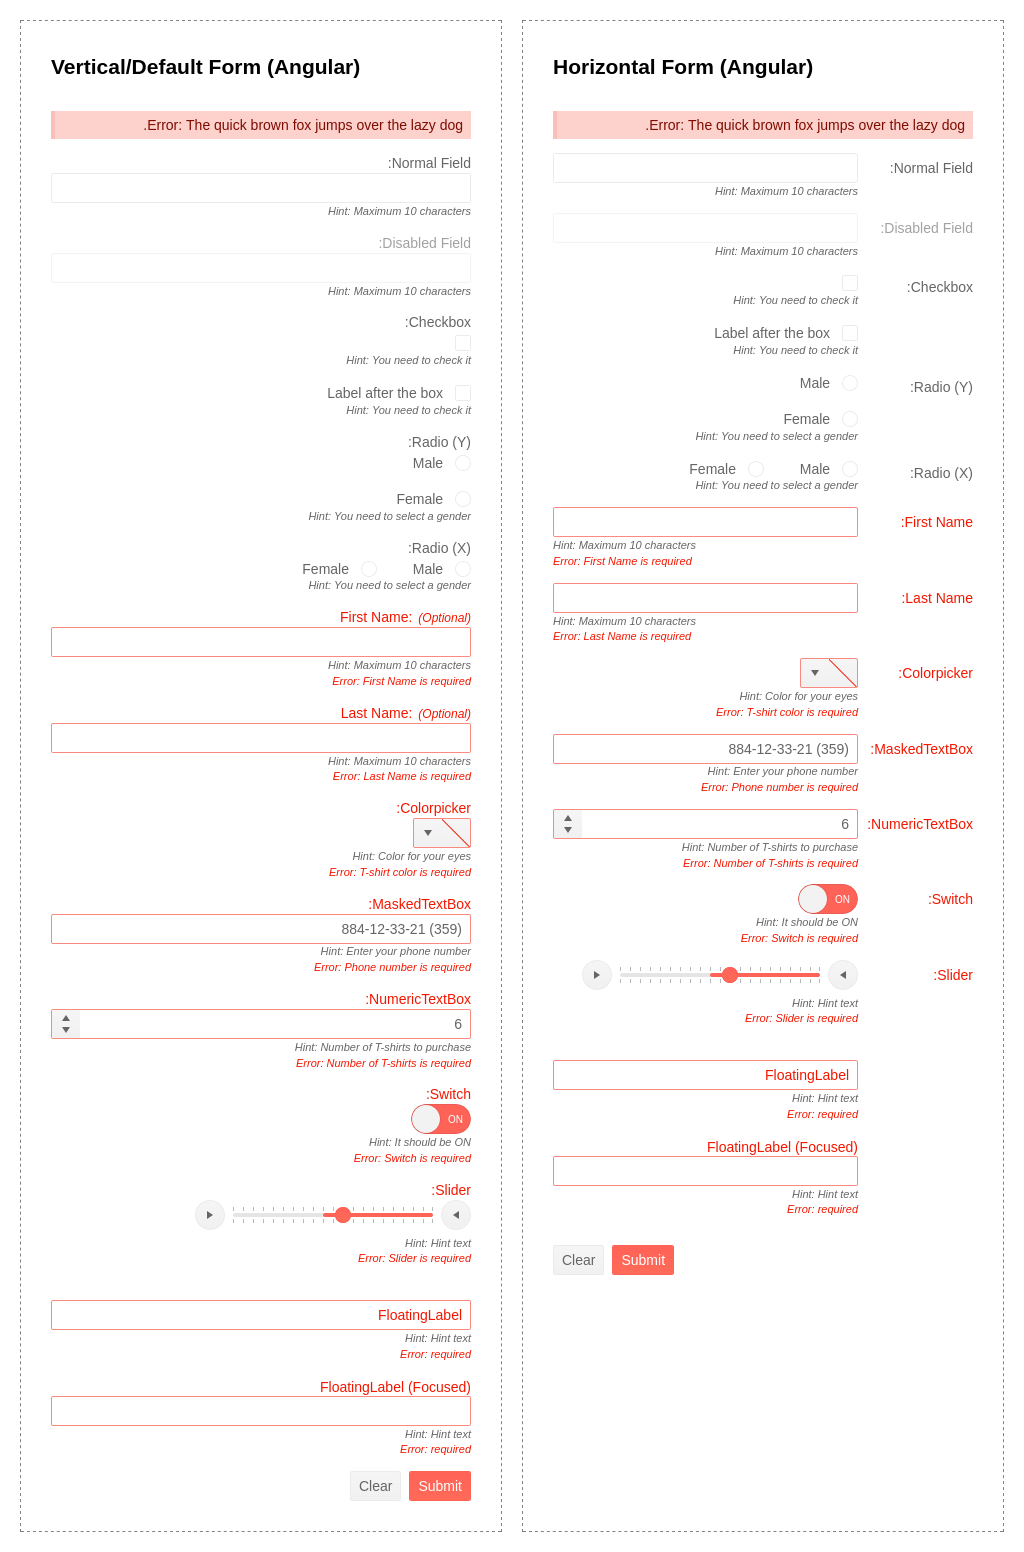 Vertical/Default Form (Angular)
.Error: The quick brown fox jumps over the lazy dog
:Normal Field
Hint: Maximum 10 characters
:Disabled Field
Hint: Maximum 10 characters
:Checkbox
Hint: You need to check it
Label after the box
Hint: You need to check it
:Radio (Y)
Male
Female
Hint: You need to select a gender
:Radio (X)
Female Male
Hint: You need to select a gender
First Name: (Optional)
Hint: Maximum 10 characters
Error: First Name is required
Last Name: (Optional)
Hint: Maximum 10 characters
Error: Last Name is required
:Colorpicker
Hint: Color for your eyes
Error: T-shirt color is required
:MaskedTextBox
884-12-33-21 (359)
Hint: Enter your phone number
Error: Phone number is required
:NumericTextBox
6
Hint: Number of T-shirts to purchase
Error: Number of T-shirts is required
:Switch
ON
Hint: It should be ON
Error: Switch is required
:Slider
Hint: Hint text
Error: Slider is required
FloatingLabel
Hint: Hint text
Error: required
FloatingLabel (Focused)
Hint: Hint text
Error: required
Clear Submit
Horizontal Form (Angular)
.Error: The quick brown fox jumps over the lazy dog
:Normal Field
Hint: Maximum 10 characters
:Disabled Field
Hint: Maximum 10 characters
:Checkbox
Hint: You need to check it
Label after the box
Hint: You need to check it
Male :Radio (Y)
Female
Hint: You need to select a gender
Female Male :Radio (X)
Hint: You need to select a gender
:First Name
Hint: Maximum 10 characters
Error: First Name is required
:Last Name
Hint: Maximum 10 characters
Error: Last Name is required
:Colorpicker
Hint: Color for your eyes
Error: T-shirt color is required
884-12-33-21 (359) :MaskedTextBox
Hint: Enter your phone number
Error: Phone number is required
6 :NumericTextBox
Hint: Number of T-shirts to purchase
Error: Number of T-shirts is required
ON :Switch
Hint: It should be ON
Error: Switch is required
:Slider
Hint: Hint text
Error: Slider is required
FloatingLabel
Hint: Hint text
Error: required
FloatingLabel (Focused)
Hint: Hint text
Error: required
Clear Submit